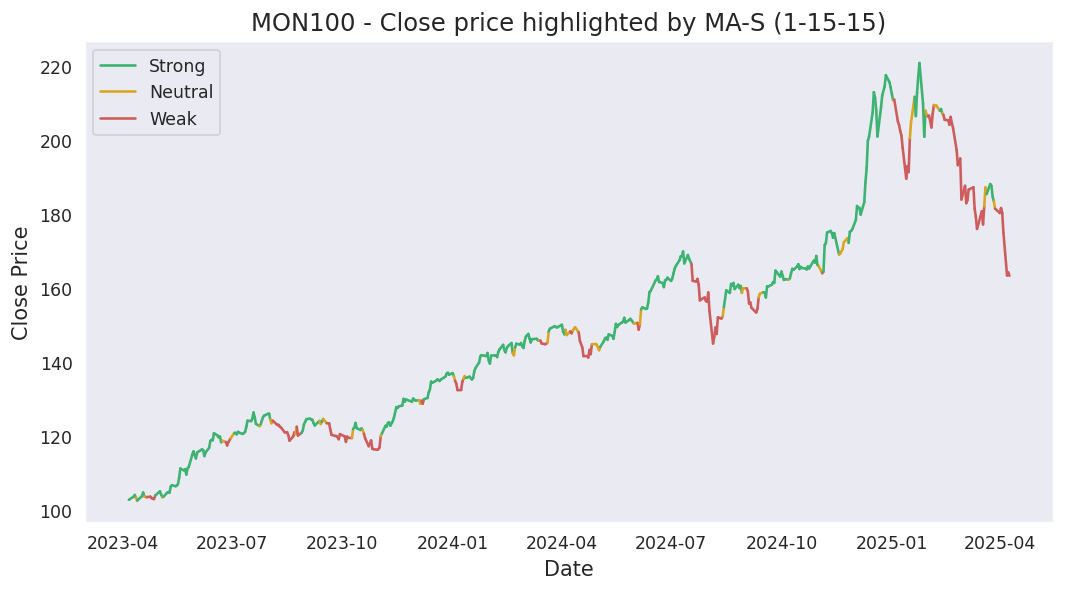 MON100 - Close price highlighted by MA-S (1-15-15)
Strong
Neutral
Weak
Close Price
220
200
180
160
140
120
100
2023-04 2023-07 2023-10 2024-01 2024-04 2024-07 2024-10 2025-01 2025-04
Date